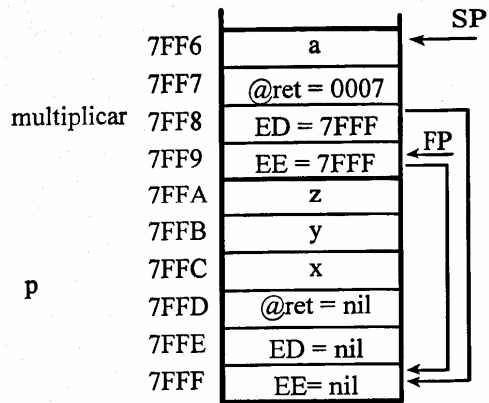 SP
7FF6 a
7FF7 @ret = 0007
multiplicar 7FF8 ED = 7FFF
7FF9 EE = 7FFF FP
7FFA z
7FFB y
7FFC x
p 7FFD @ret = nil
7FFE ED = nil
7FFF EE= nil